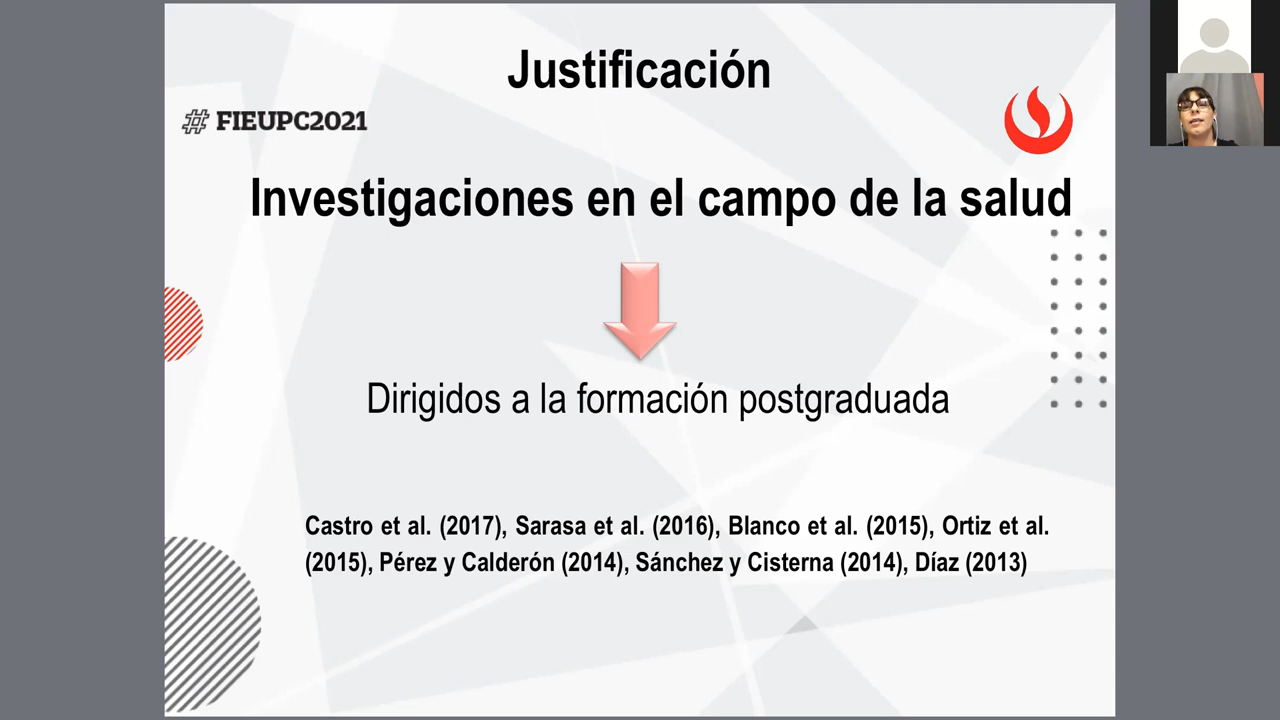 Justificación
# FIEUPC2021
Investigaciones en el campo de la salud
Dirigidos a la formación postgraduada
Castro et al. (2017), Sarasa et al. (2016), Blanco et al. (2015), Ortiz et al.
(2015), Pérez y Calderón (2014), Sánchez y Cisterna (2014), Díaz (2013)